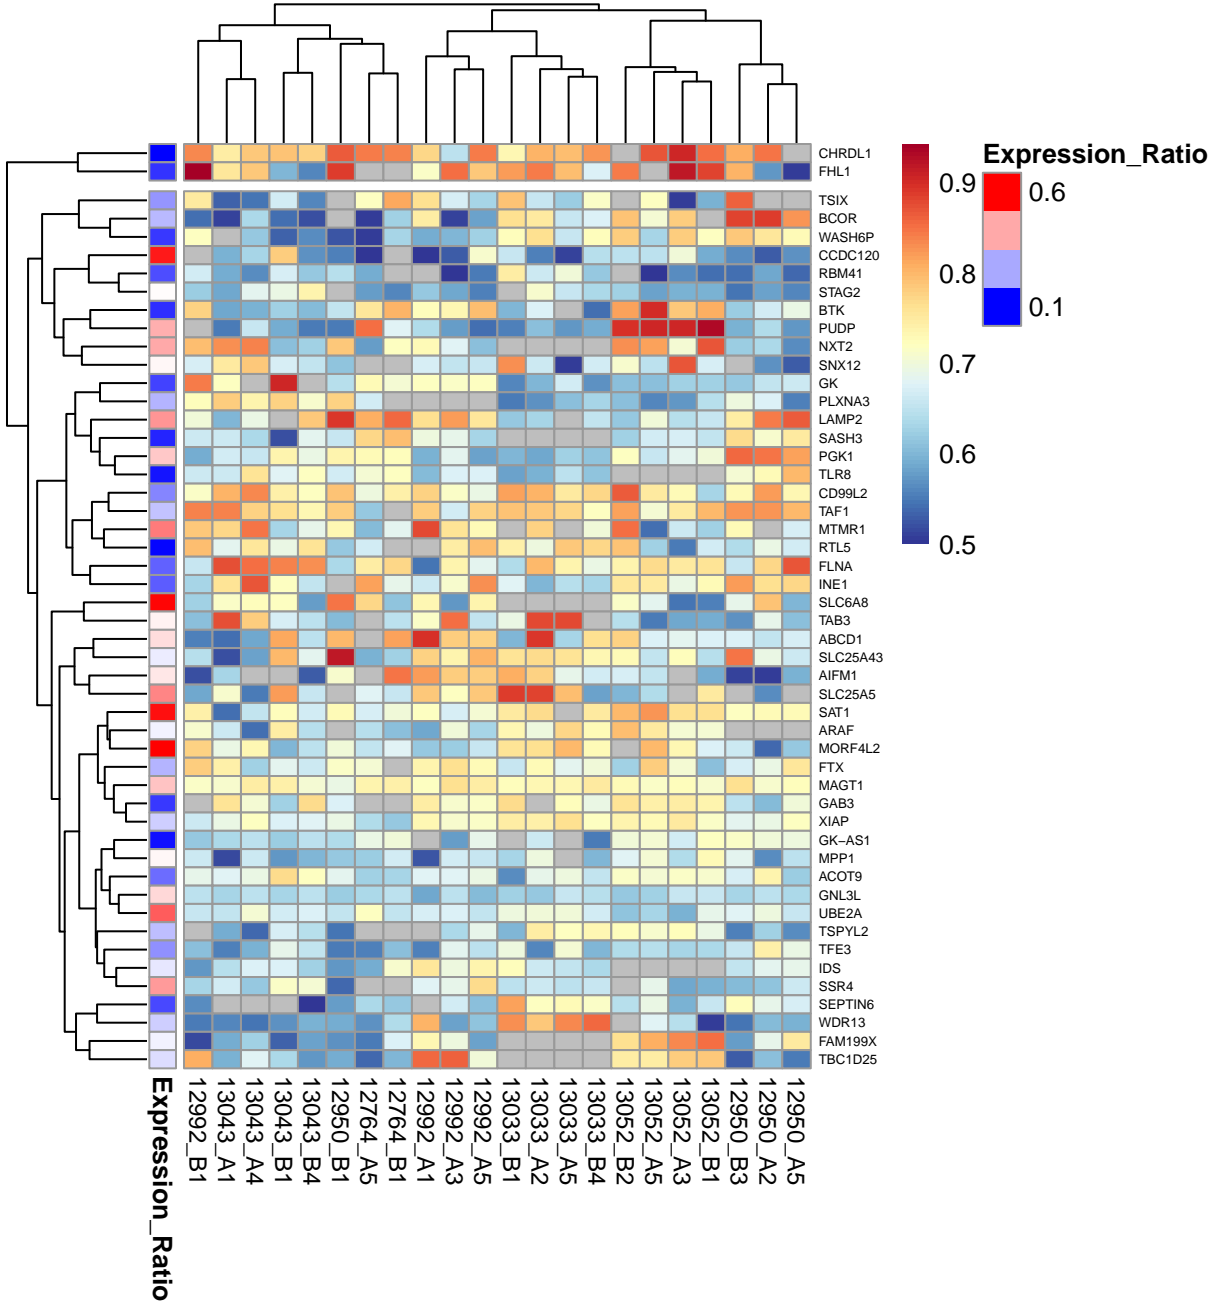 Expression_Ratio
0.6
0.1
0.9
0.8
0.7
0.6
0.5
CHRDL1
FHL1
TSIX
BCOR
WASH6P
CCDC120
RBM41
STAG2
BTK
PUDP
NXT2
SNX12
GK
PLXNA3
LAMP2
SASH3
PGK1
TLR8
CD99L2
TAF1
MTMR1
RTL5
FLNA
INE1
SLC6A8
TAB3
ABCD1
SLC25A43
AIFM1
SLC25A5
SAT1
ARAF
MORF4L2
FTX
MAGT1
GAB3
XIAP
GK−AS1
MPP1
ACOT9
GNL3L
UBE2A
TSPYL2
TFE3
IDS
SSR4
SEPTIN6
WDR13
FAM199X
TBC1D25
Expression_Ratio
12992_B1
13043_A1
13043_A4
13043_B1
13043_B4
12950_B1
12764_A5
12764_B1
12992_A1
12992_A3
12992_A5
13033_B1
13033_A2
13033_A5
13033_B4
13052_B2
13052_A5
13052_A3
13052_B1
12950_B3
12950_A2
12950_A5